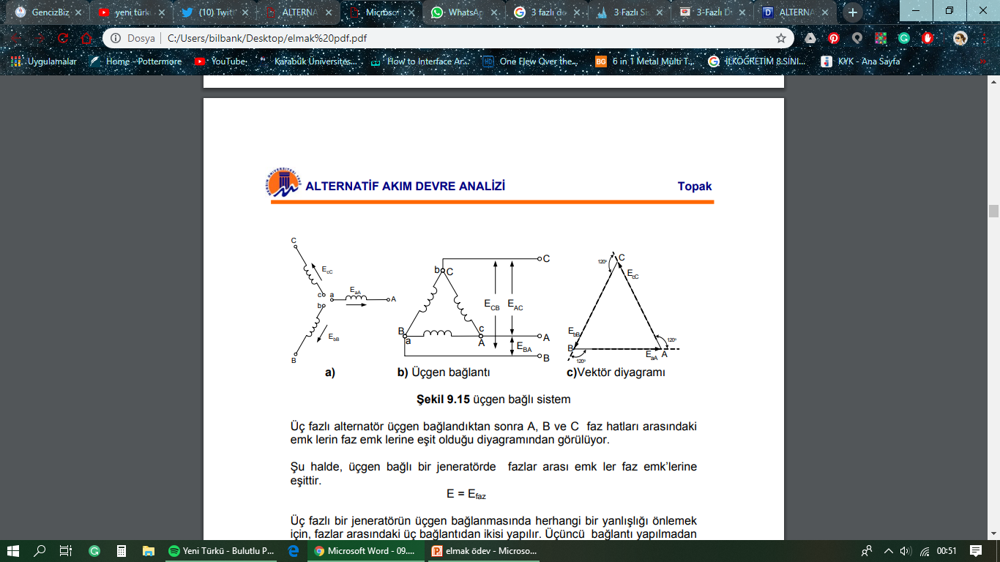 GencizBiz
yeni türkü
(10) Twitt
ALTERNA
Microso
WhatsAp
3 fazlı de
3 Fazlı Si
3-Fazlı D
ALTERNA
Dosya
C:/Users/bilbank/Desktop/elmak%20pdf.pdf
Uygulamalar
Home - Pottermore
YouTube
Karabük Üniversites...
How to Interface Ar...
One Flew Over the...
6 in 1 Metal Multi T...
İLKÖĞRETİM 8.SINI...
KYK - Ana Sayfa
ALTERNATİF AKIM DEVRE ANALİZİ Topak
C
EcC
c a
EaA
A
b
EbB
B
b C
C
ECB EAC
B
a
c
A
A
EBA
B
120°
C
EcC
EbB
120°
B
EaA A
120°
a) b) Üçgen bağlantı c)Vektör diyagramı
Şekil 9.15 üçgen bağlı sistem
Üç fazlı alternatör üçgen bağlandıktan sonra A, B ve C faz hatları arasındaki
emk lerin faz emk lerine eşit olduğu diyagramından görülüyor.
Şu halde, üçgen bağlı bir jeneratörde fazlar arası emk ler faz emk'lerine
eşittir.
E = Efaz
Üç fazlı bir jeneratörün üçgen bağlanmasında herhangi bir yanlışlığı önlemek
için, fazlar arasındaki üç bağlantıdan ikisi yapılır. Üçüncü bağlantı yapılmadan
Yeni Türkü - Bulutlu P...
Microsoft Word - 09....
elmak ödev - Microso...
00:51